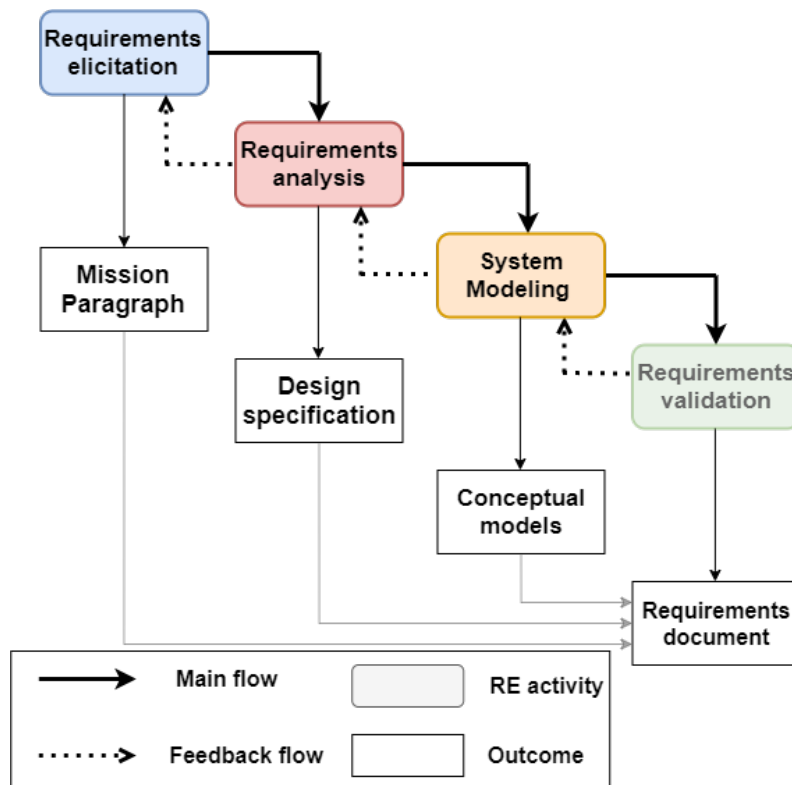 Requirements
elicitation
Requirements
analysis
System
Modeling
Mission
Paragraph
Requirements
validation
Design
specification
Conceptual
models
Requirements
document
Main flow
RE activity
Feedback flow
Outcome